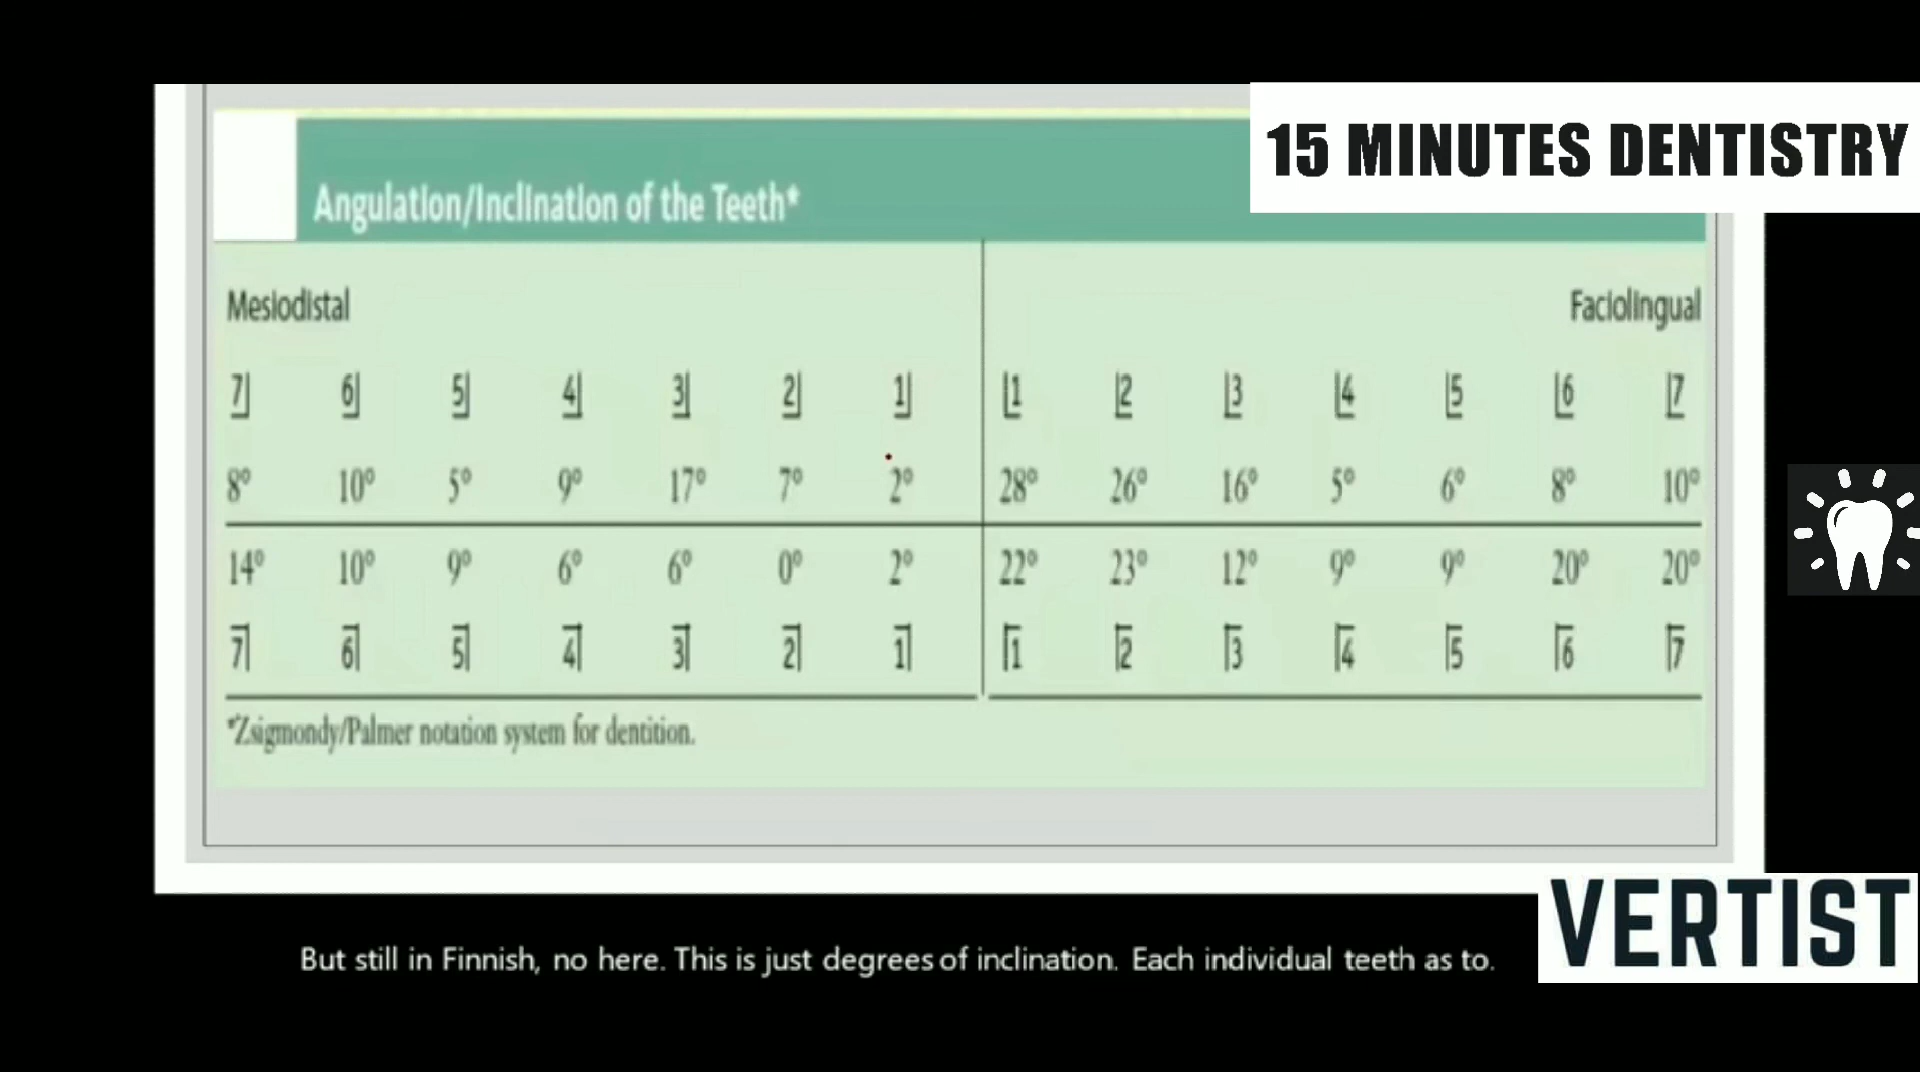 15 MINUTES DENTISTRY
Angulation/Inclination of the Teeth*
Mesiodistal Faciolingual
7 6 5 4 3 2 1 1 2 3 4 5 6 7
8° 10° 5° 9° 17° 7° 2° 28° 26° 16° 5° 6° 8° 10°
14° 10° 9° 6° 6° 0° 2° 22° 23° 12° 9° 9° 20° 20°
7 6 5 4 3 2 1 1 2 3 4 5 6 7
*Zsigmondy/Palmer notation system for dentition.
VERTIST
But still in Finnish, no here. This is just degrees of inclination. Each individual teeth as to.